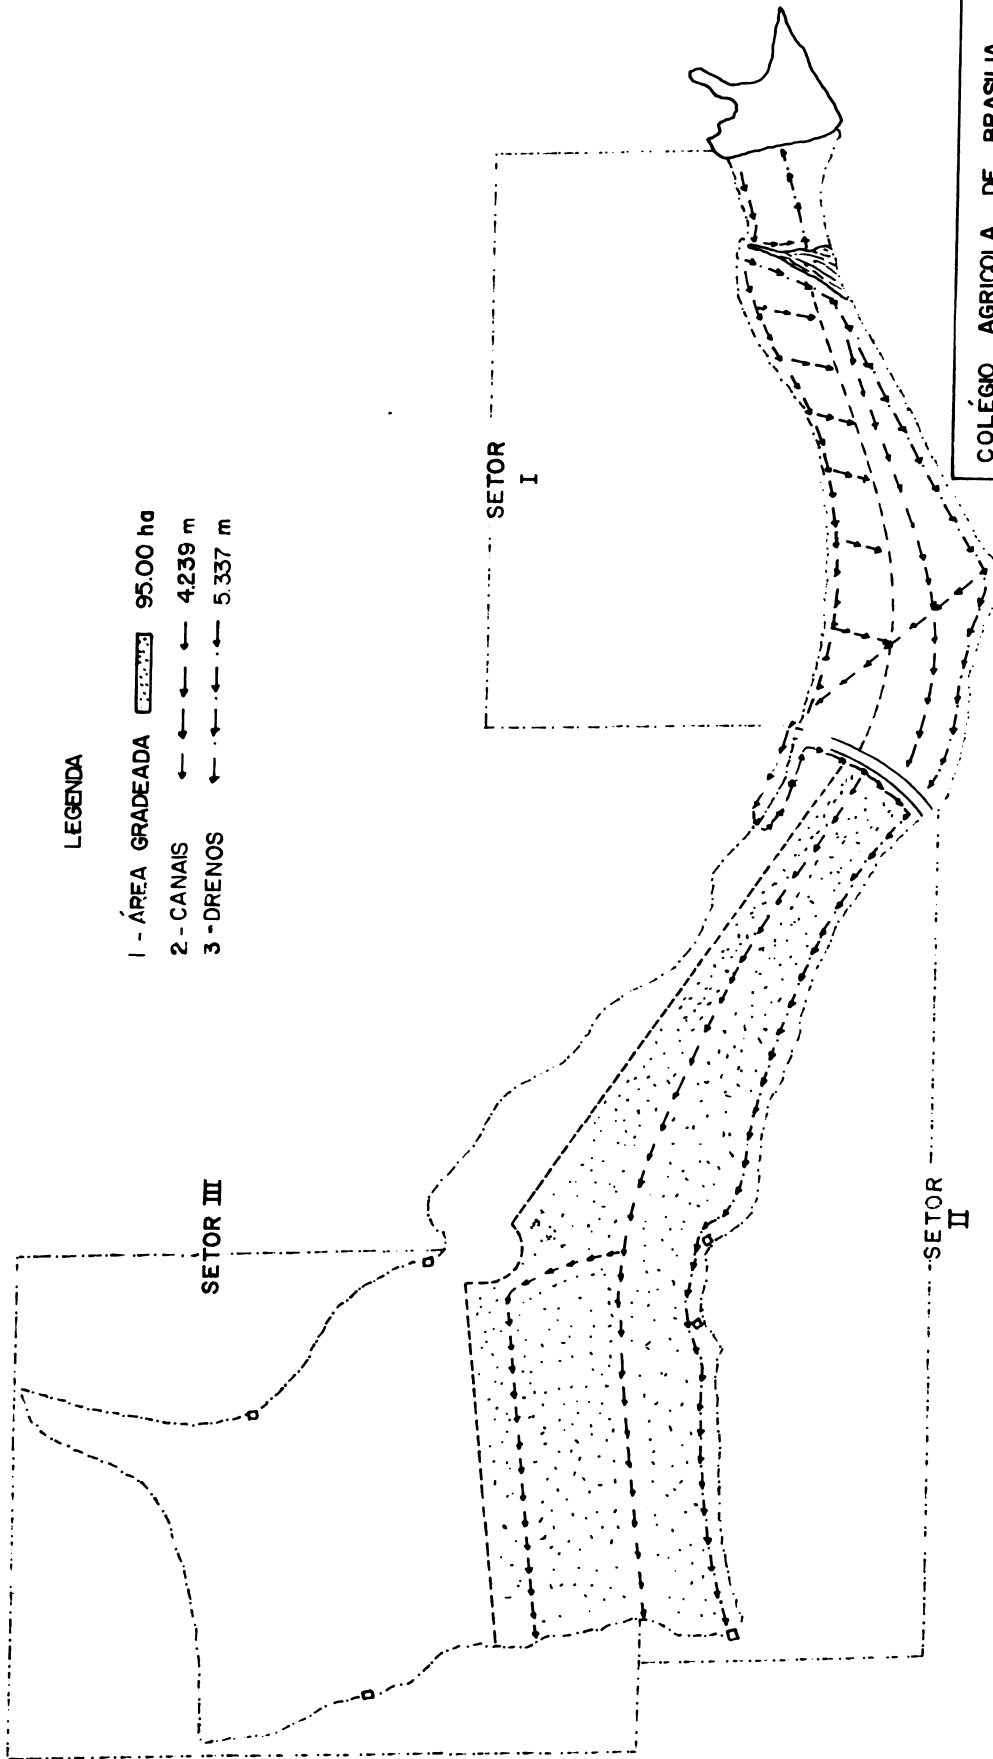 LEGENDA
1 - ÁREA GRADEADA 95.00 ha
2 - CANAIS 4.239 m
3 - DRENOS 5.337 m
SETOR
I
SETOR III
SETOR
II
COLÉGIO AGRICOLA DE BRASILIA